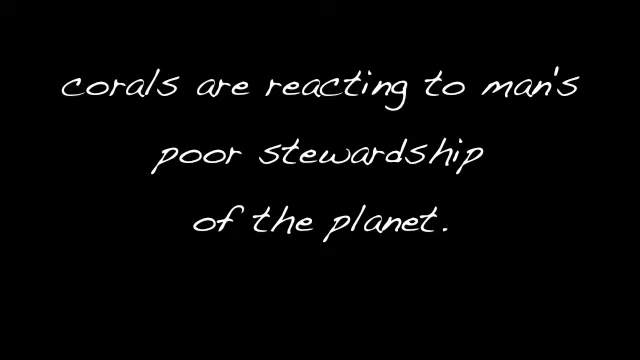 corals are reacting to man's
poor stewardship
of the planet.